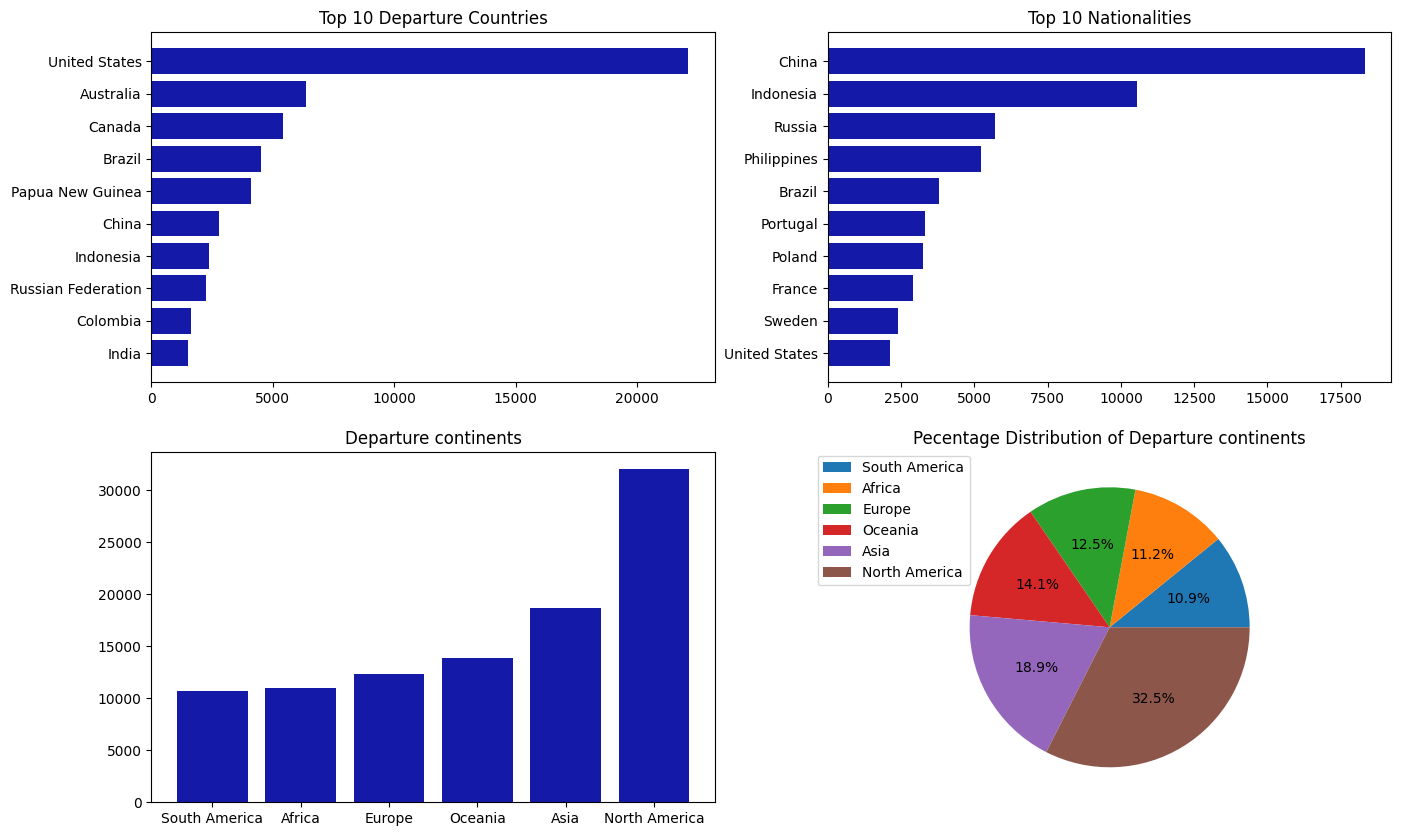 Top 10 Departure Countries
United States
Australia
Canada
Brazil
Papua New Guinea
China
Indonesia
Russian Federation
Colombia
India
0 5000 10000 15000 20000
Top 10 Nationalities
China
Indonesia
Russia
Philippines
Brazil
Portugal
Poland
France
Sweden
United States
0 2500 5000 7500 10000 12500 15000 17500
Departure continents
30000
25000
20000
15000
10000
5000
0
South America Africa Europe Oceania Asia North America
Pecentage Distribution of Departure continents
South America
Africa
Europe
Oceania
Asia
North America
12.5%
11.2%
14.1%
10.9%
18.9%
32.5%